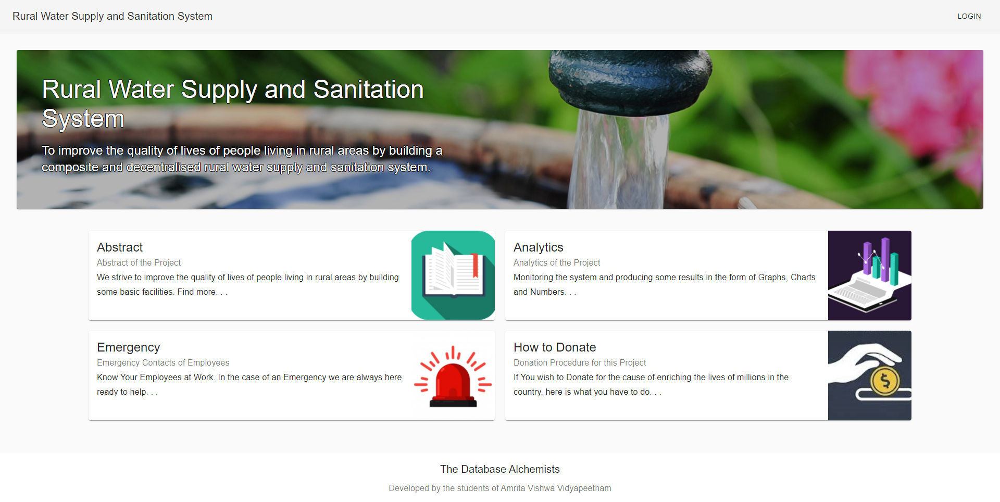 Rural Water Supply and Sanitation System
LOGIN
Rural Water Supply and Sanitation
System
To improve the quality of lives of people living in rural areas by building a
composite and decentralised rural water supply and sanitation system.
Abstract
Abstract of the Project
We strive to improve the quality of lives of people living in rural areas by building
some basic facilities. Find more. . .
Analytics
Analytics of the Project
Monitoring the system and producing some results in the form of Graphs, Charts
and Numbers. . .
Emergency
Emergency Contacts of Employees
Know Your Employees at Work. In the case of an Emergency we are always here
ready to help. . .
How to Donate
Donation Procedure for this Project
If You wish to Donate for the cause of enriching the lives of millions in the
country, here is what you have to do. . .
$
The Database Alchemists
Developed by the students of Amrita Vishwa Vidyapeetham